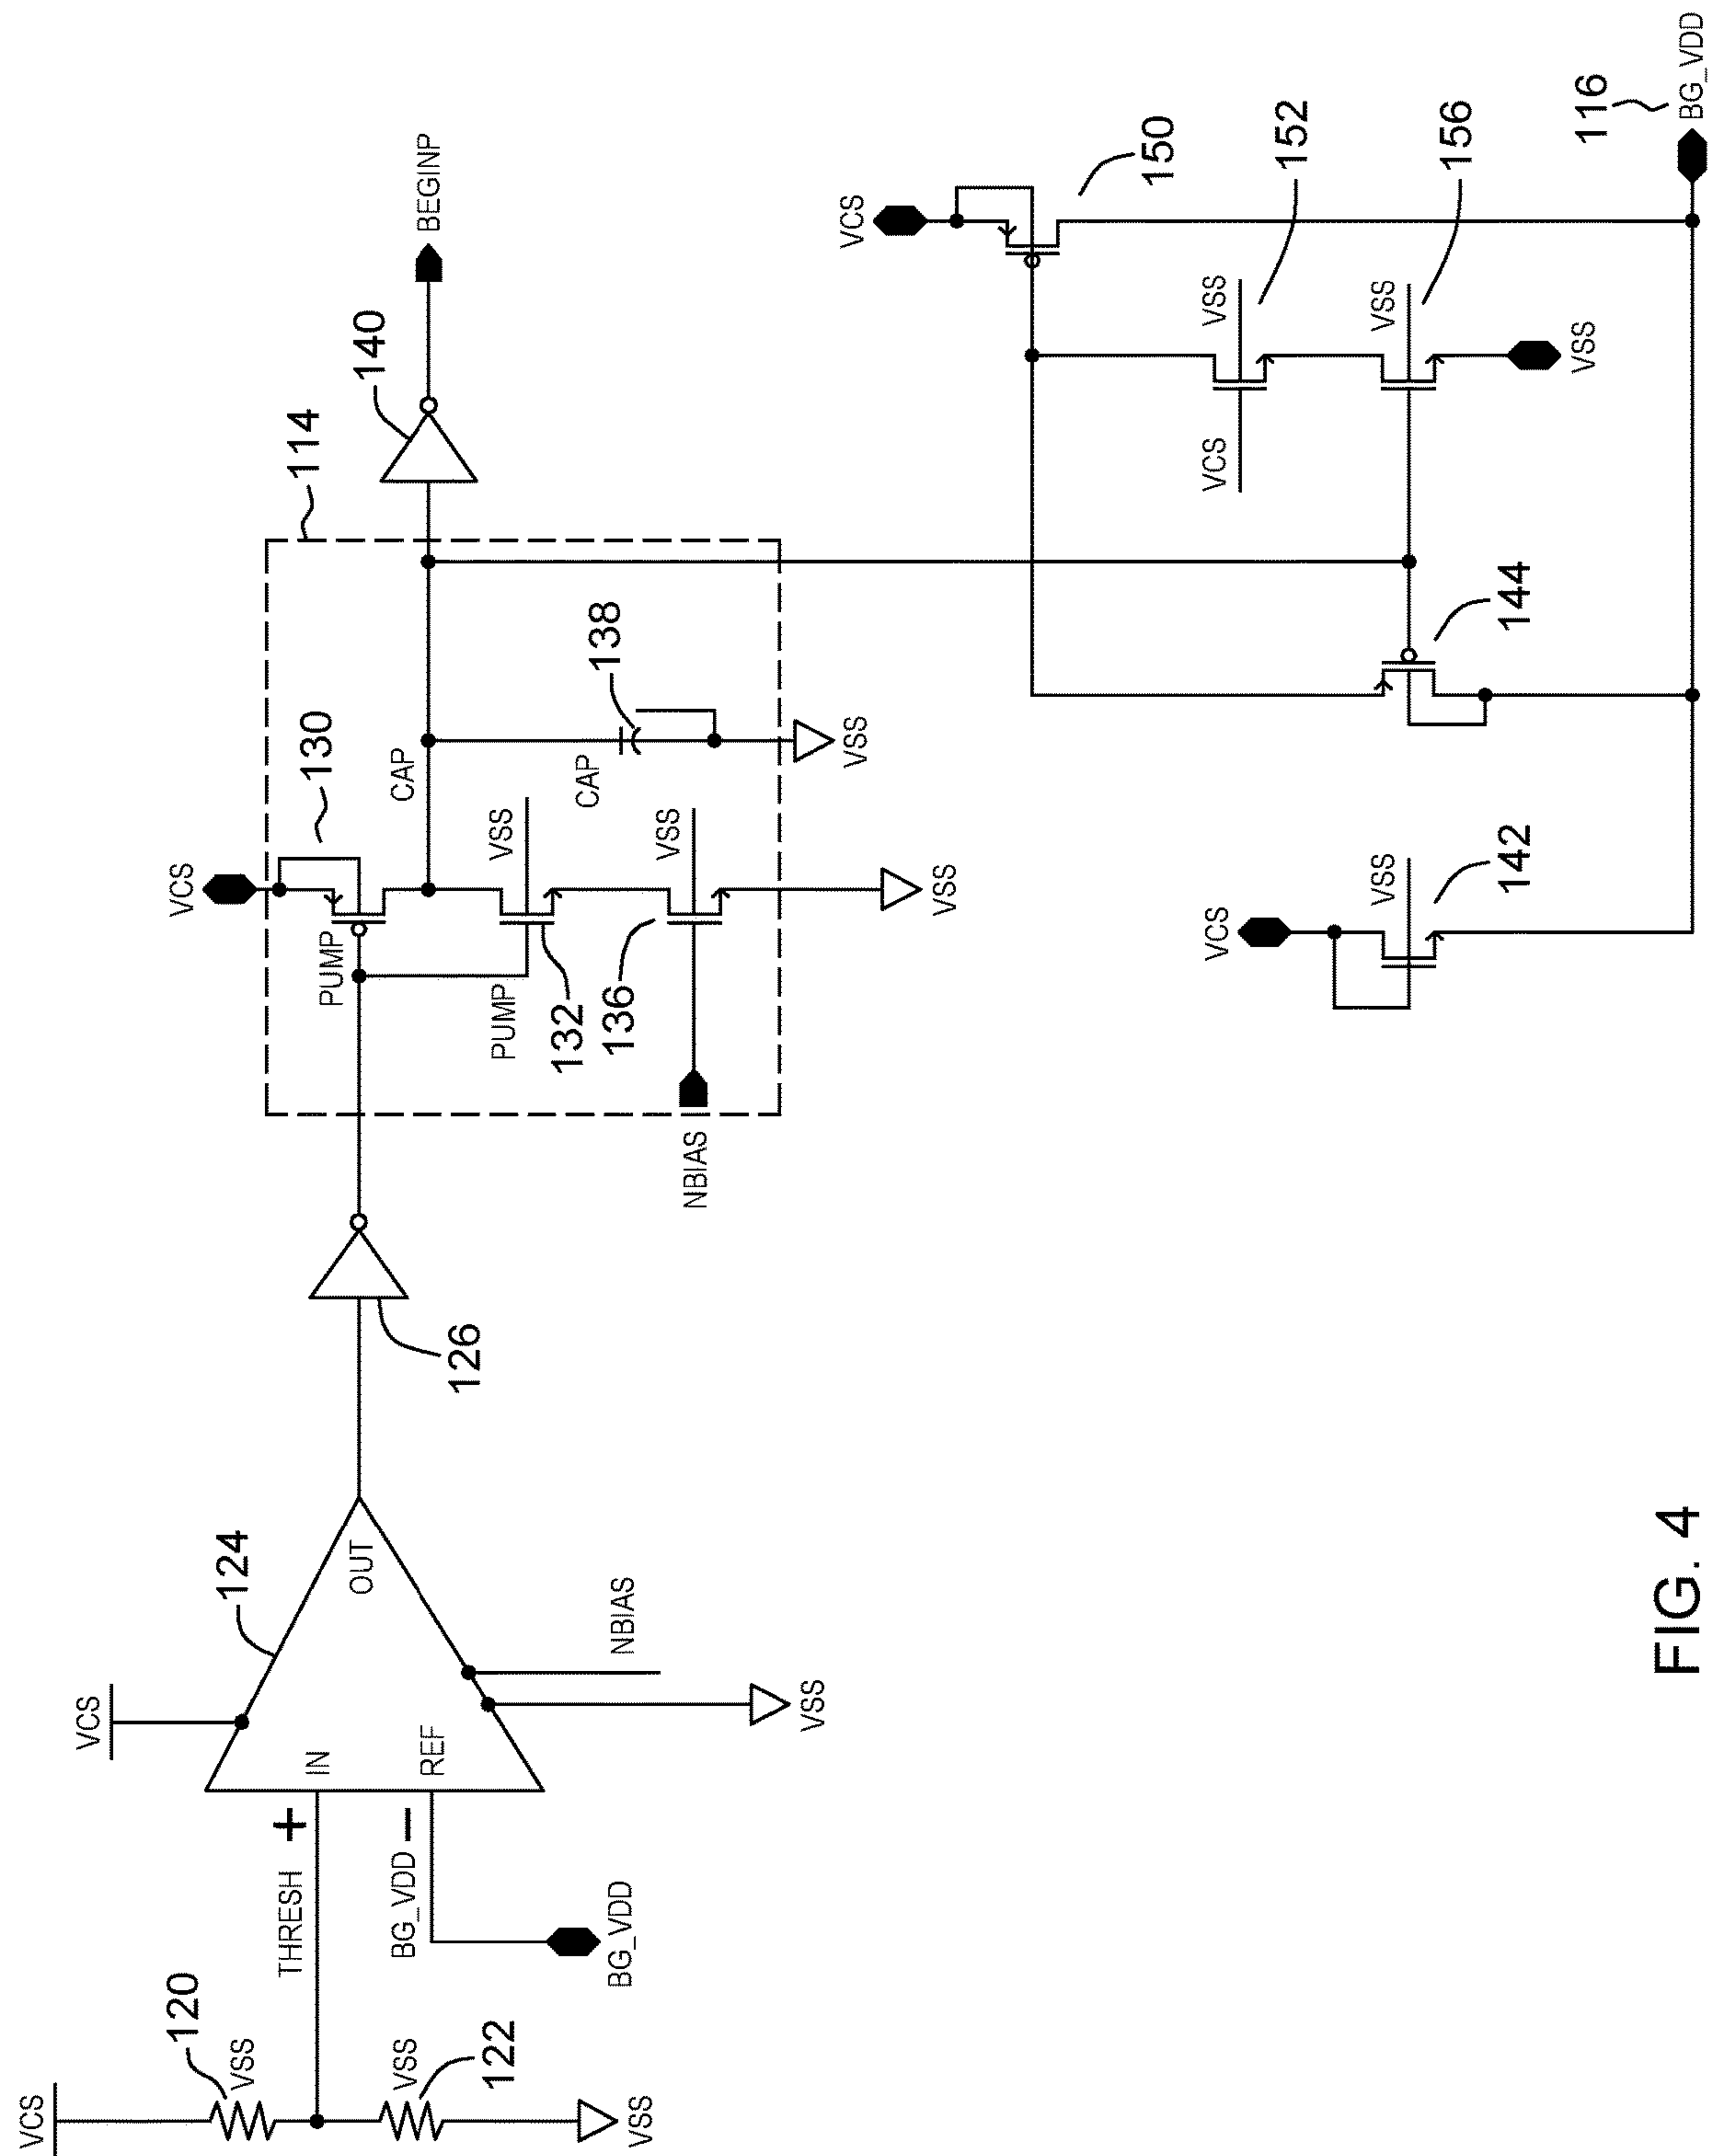 VCS
120
VSS
VSS
122
VSS
THRESH
+
BG_VDD
−
BG_VDD
VCS
124
IN
REF
OUT
NBIAS
VSS
126
114
VCS
130
PUMP
PUMP
132
VSS
136
VSS
NBIAS
VSS
CAP
CAP
138
VSS
140
BEGINP
VCS
VSS
142
144
VCS
150
VCS
VSS
152
VSS
156
VSS
116
BG_VDD
FIG. 4